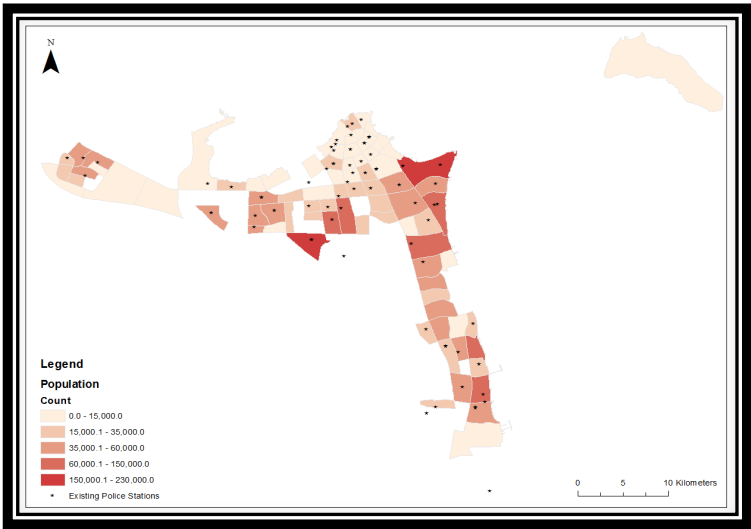 N
Legend
Population
Count
0.0 - 15,000.0
15,000.1 - 35,000.0
35,000.1 - 60,000.0
60,000.1 - 150,000.0
150,000.1 - 230,000.0
Existing Police Stations
0 5 10 Kilometers